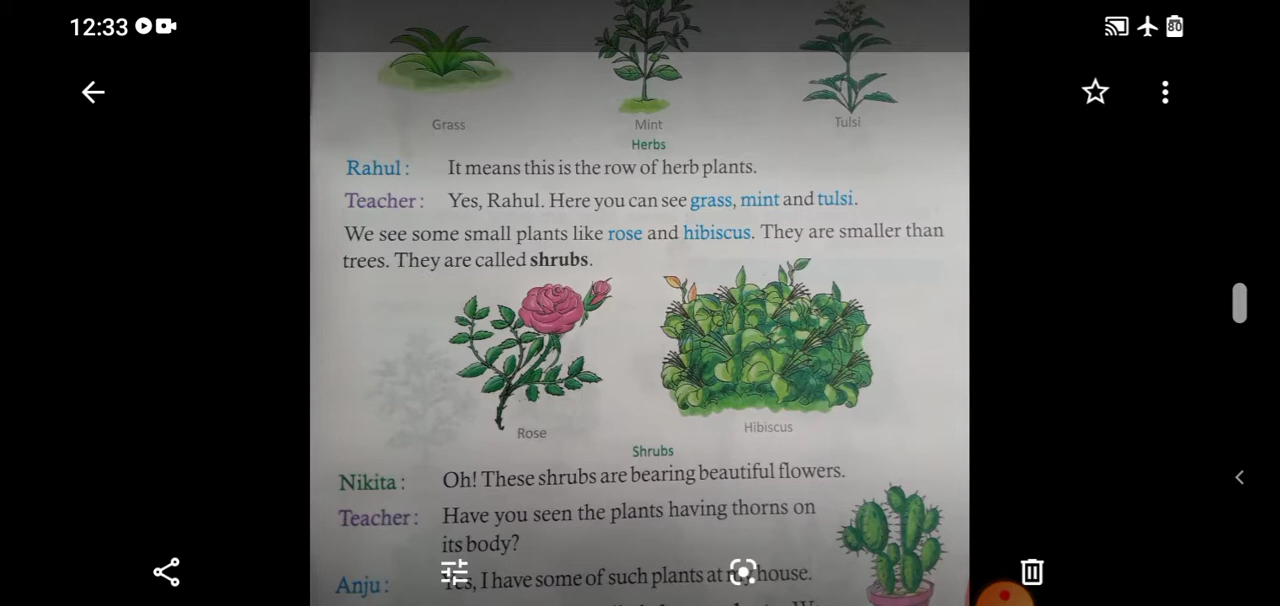 12:33
80
Grass
Mint
Tulsi
Herbs
Rahul: It means this is the row of herb plants.
Teacher: Yes, Rahul. Here you can see grass, mint and tulsi.
We see some small plants like rose and hibiscus. They are smaller than
trees. They are called shrubs.
Rose
Hibiscus
Shrubs
Nikita: Oh! These shrubs are bearing beautiful flowers.
Teacher: Have you seen the plants having thorns on
its body?
Anju: Yes, I have some of such plants at my house.